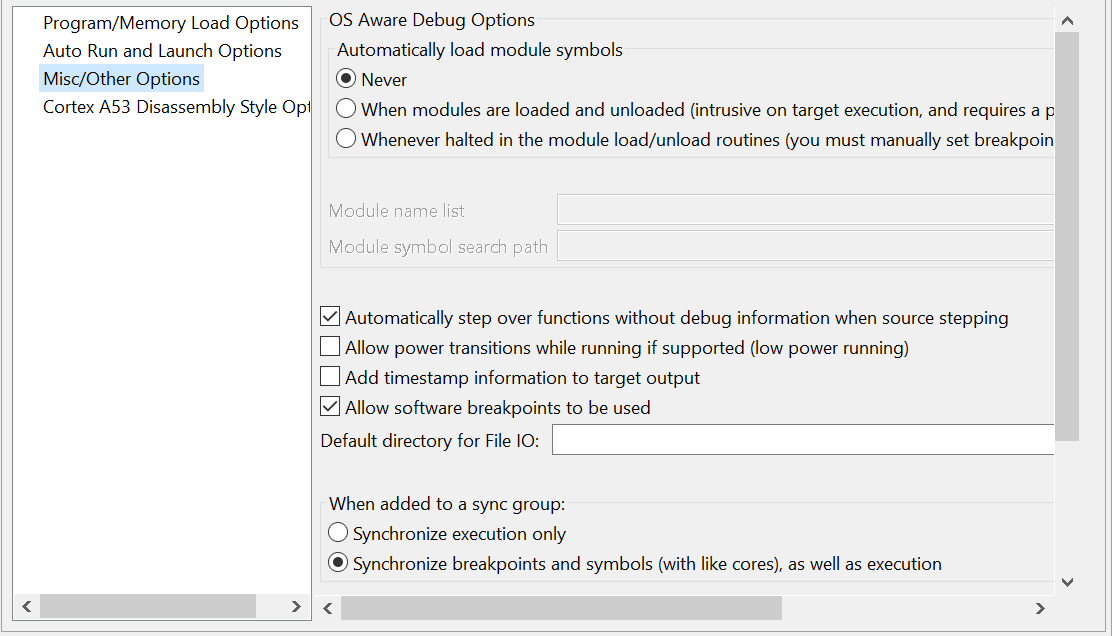 Program/Memory Load Options
Auto Run and Launch Options
Misc/Other Options
Cortex A53 Disassembly Style Opt
OS Aware Debug Options
Automatically load module symbols
Never
When modules are loaded and unloaded (intrusive on target execution, and requires a p
Whenever halted in the module load/unload routines (you must manually set breakpoin
Module name list
Module symbol search path
Automatically step over functions without debug information when source stepping
Allow power transitions while running if supported (low power running)
Add timestamp information to target output
Allow software breakpoints to be used
Default directory for File IO:
When added to a sync group:
Synchronize execution only
Synchronize breakpoints and symbols (with like cores), as well as execution